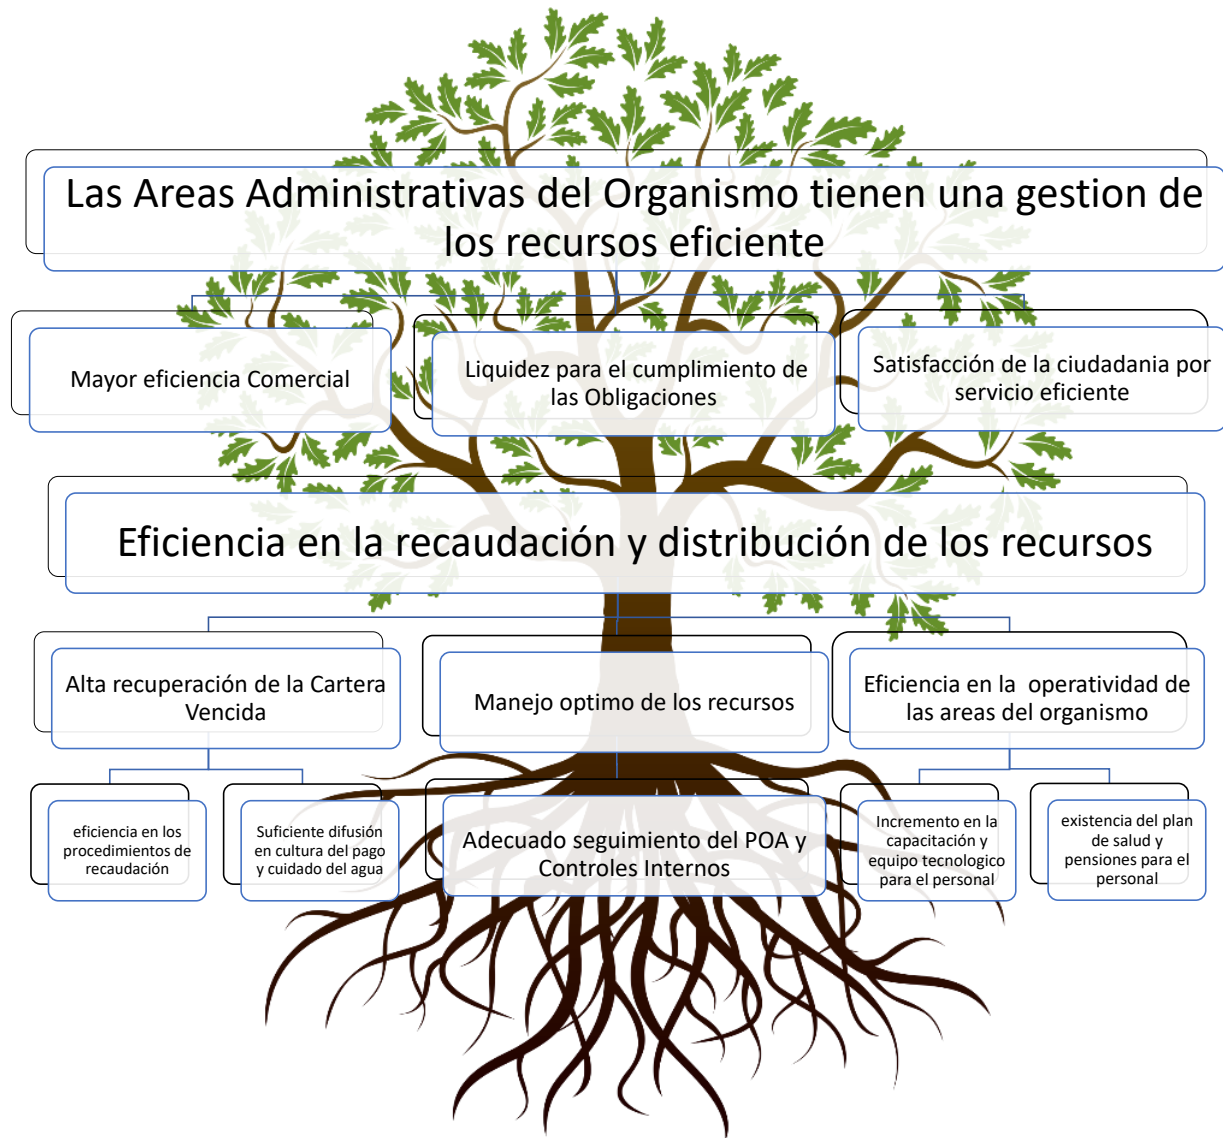 Las Areas Administrativas del Organismo tienen una gestion de
los recursos eficiente
Mayor eficiencia Comercial
Liquidez para el cumplimiento de
las Obligaciones
Satisfacción de la ciudadania por
servicio eficiente
Eficiencia en la recaudación y distribución de los recursos
Alta recuperación de la Cartera
Vencida
Manejo optimo de los recursos
Eficiencia en la operatividad de
las areas del organismo
eficiencia en los
procedimientos de
recaudación
Suficiente difusión
en cultura del pago
y cuidado del agua
Adecuado seguimiento del POA y
Controles Internos
Incremento en la
capacitación y
equipo tecnologico
para el personal
existencia del plan
de salud y
pensiones para el
personal